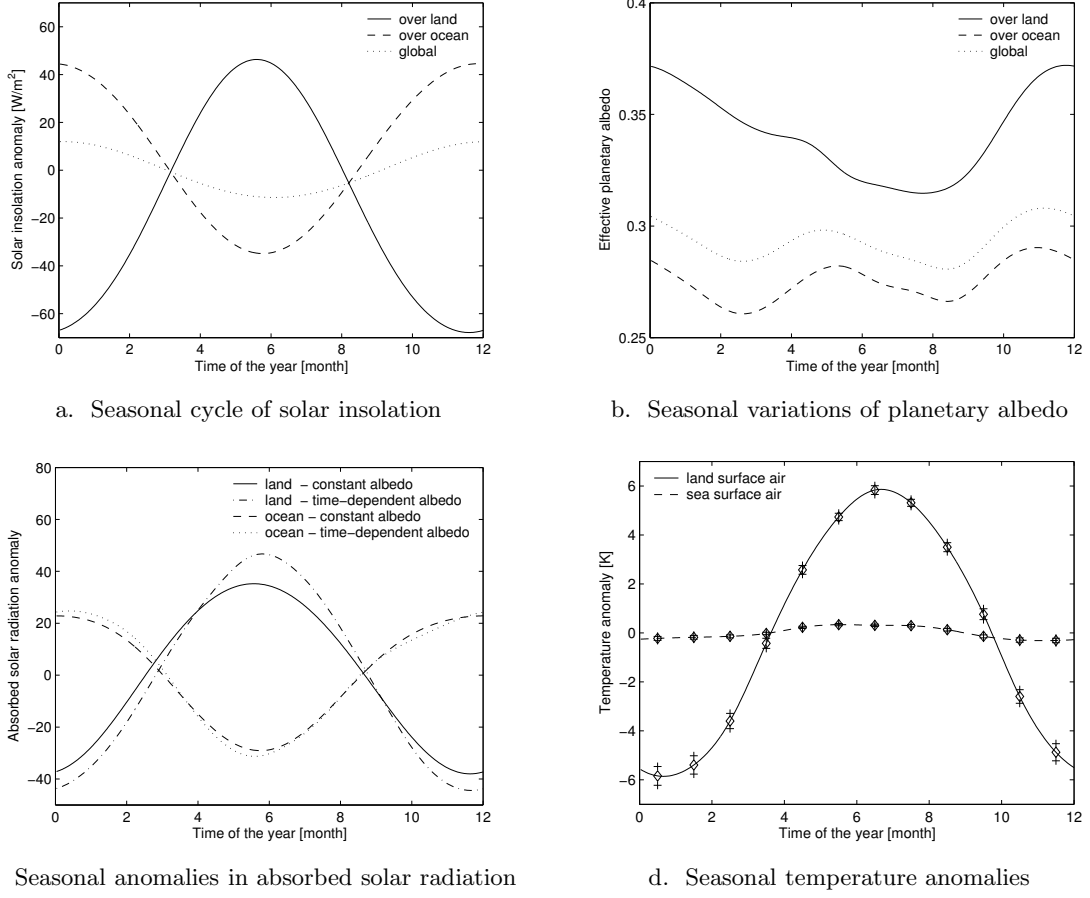 60
40
20
0
−20
−40
−60
0 2 4 6 8 10 12
Solar insolation anomaly [W/m²]
Time of the year [month]
over land
over ocean
global
a. Seasonal cycle of solar insolation
0.4
0.35
0.3
0.25
0 2 4 6 8 10 12
Effective planetary albedo
Time of the year [month]
over land
over ocean
global
b. Seasonal variations of planetary albedo
80
60
40
20
0
−20
−40
0 2 4 6 8 10 12
Absorbed solar radiation anomaly
Time of the year [month]
land − constant albedo
land − time−dependent albedo
ocean − constant albedo
ocean − time−dependent albedo
Seasonal anomalies in absorbed solar radiation
6
4
2
0
−2
−4
−6
0 2 4 6 8 10 12
Temperature anomaly [K]
Time of the year [month]
land surface air
sea surface air
d. Seasonal temperature anomalies